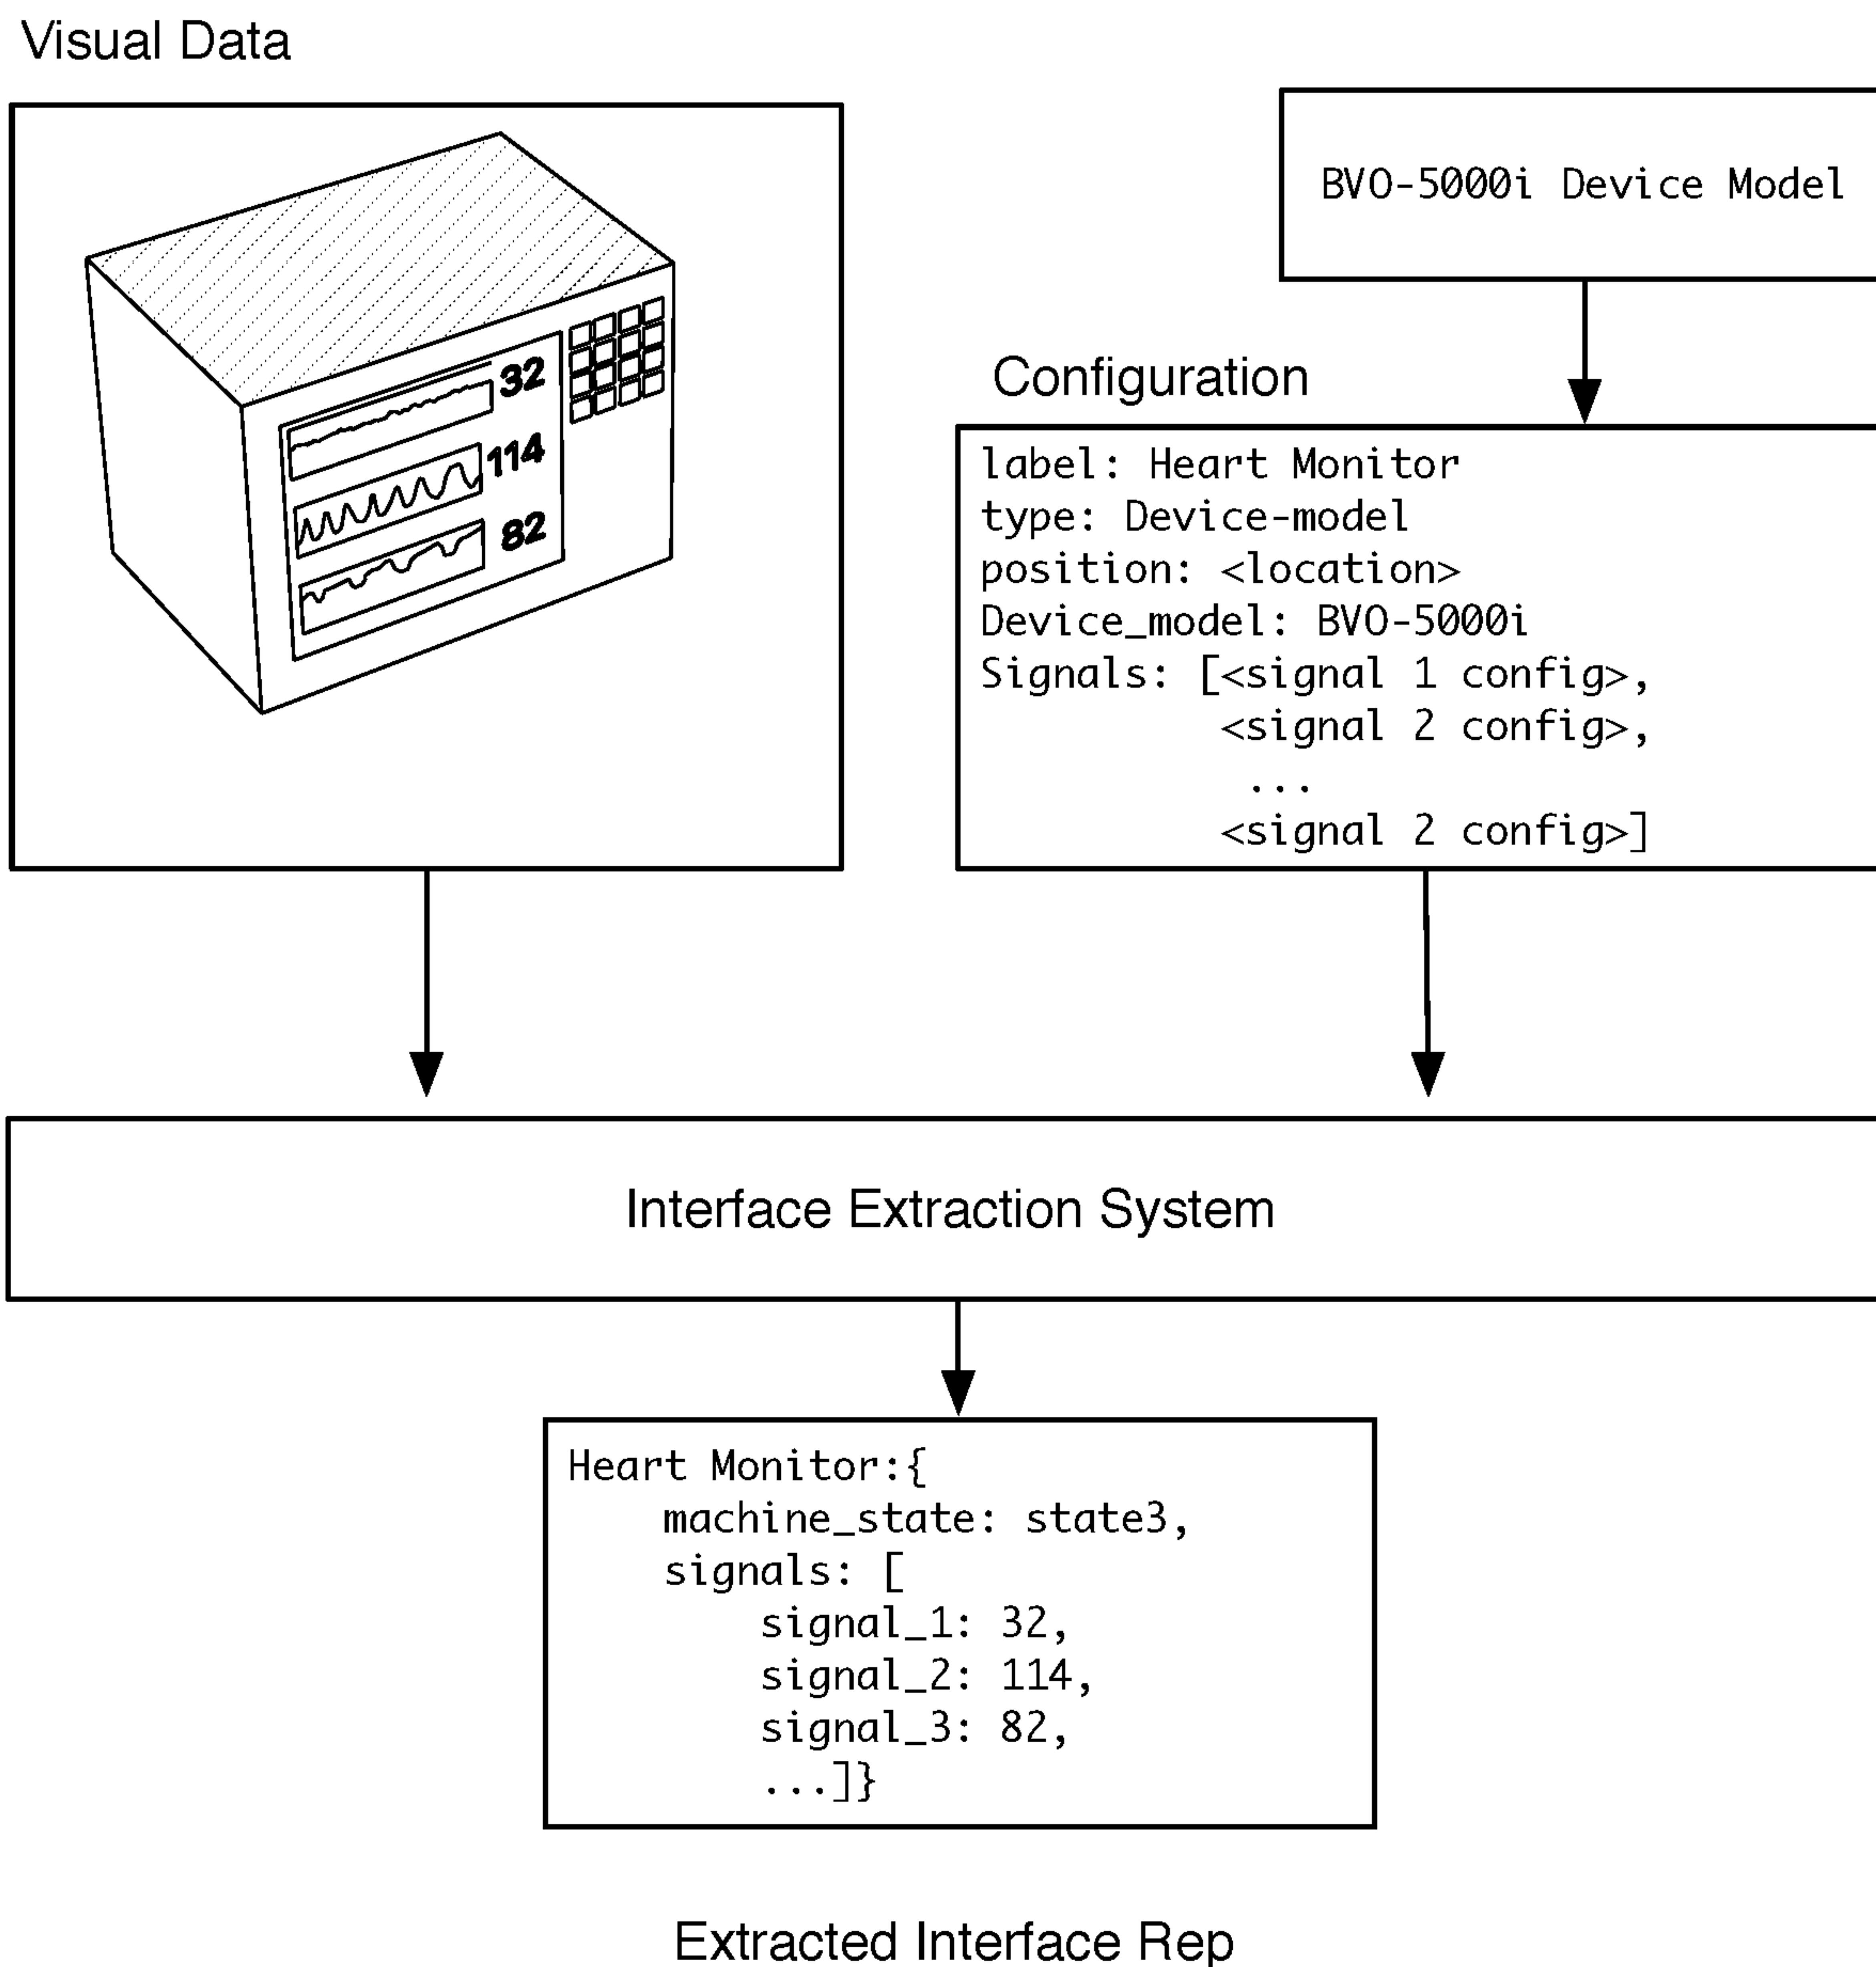 Visual Data
32
114
82
BVO-5000i Device Model
Configuration
label: Heart Monitor
type: Device-model
position: <location>
Device_model: BVO-5000i
Signals: [<signal 1 config>,
<signal 2 config>,
...
<signal 2 config>]
Interface Extraction System
Heart Monitor:{
machine_state: state3,
signals: [
signal_1: 32,
signal_2: 114,
signal_3: 82,
...]}
Extracted Interface Rep